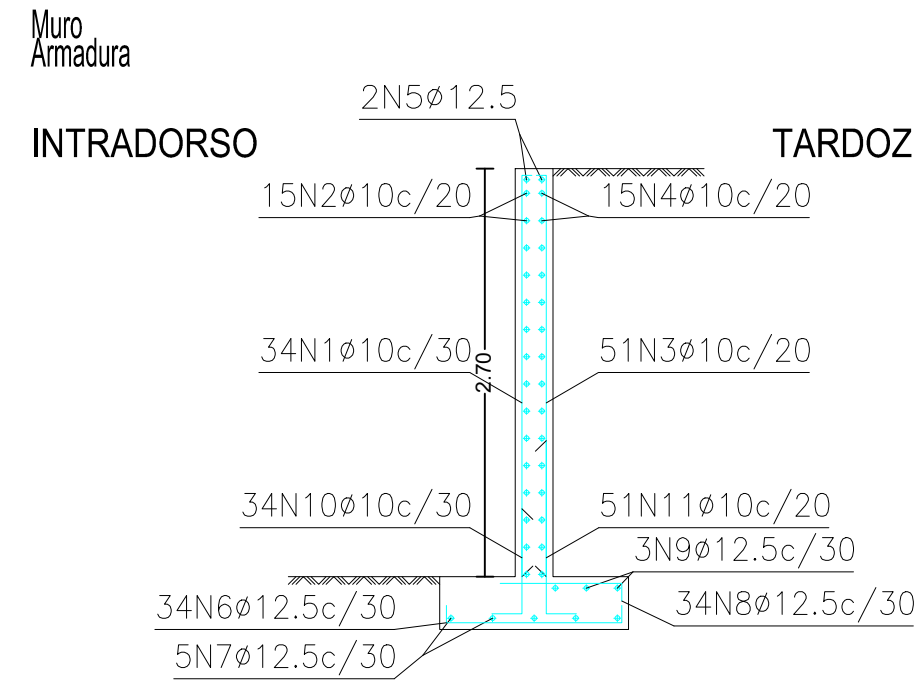 Muro
Armadura
2N5ø12.5
INTRADORSO
TARDOZ
15N2ø10c/20
15N4ø10c/20
34N1ø10c/30
2.70
51N3ø10c/20
34N10ø10c/30
51N11ø10c/20
3N9ø12.5c/30
34N6ø12.5c/30
34N8ø12.5c/30
5N7ø12.5c/30